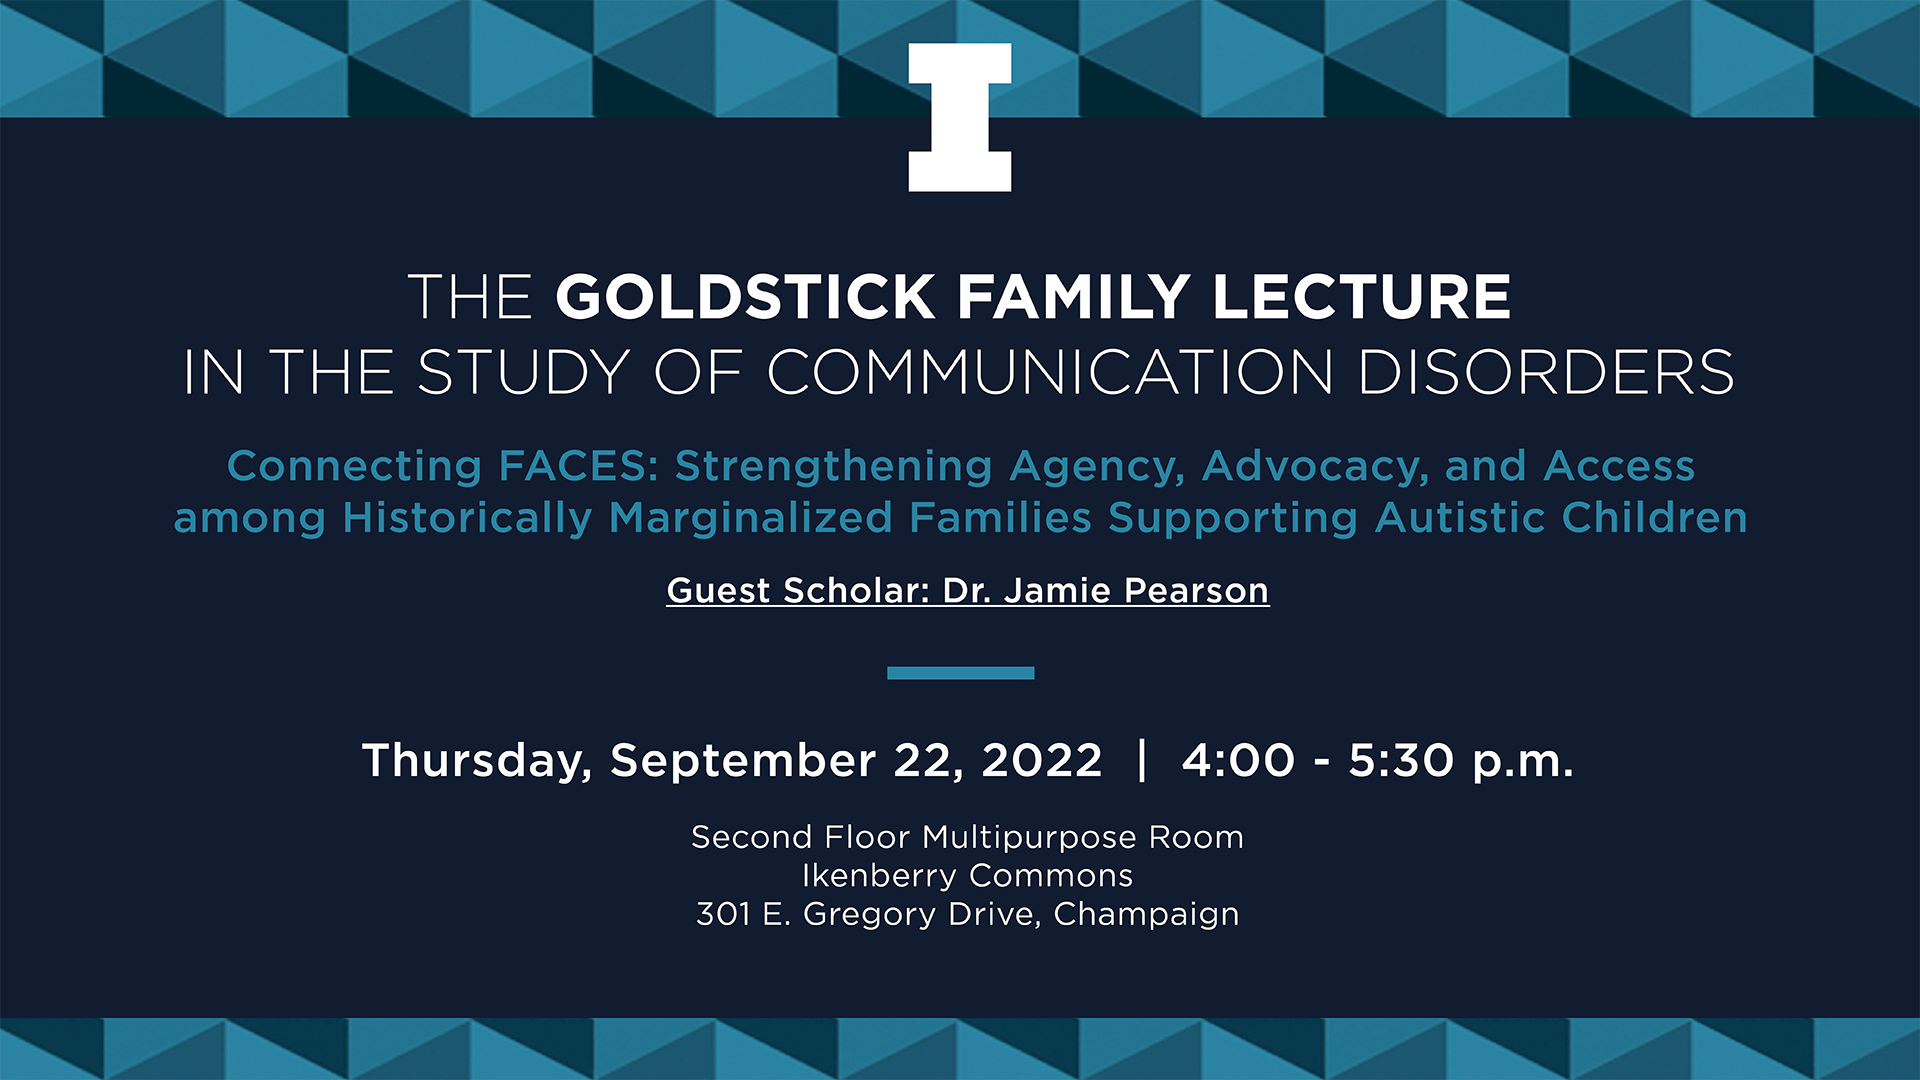 I
THE GOLDSTICK FAMILY LECTURE
IN THE STUDY OF COMMUNICATION DISORDERS
Connecting FACES: Strengthening Agency, Advocacy, and Access
among Historically Marginalized Families Supporting Autistic Children
Guest Scholar: Dr. Jamie Pearson
Thursday, September 22, 2022 | 4:00 - 5:30 p.m.
Second Floor Multipurpose Room
Ikenberry Commons
301 E. Gregory Drive, Champaign